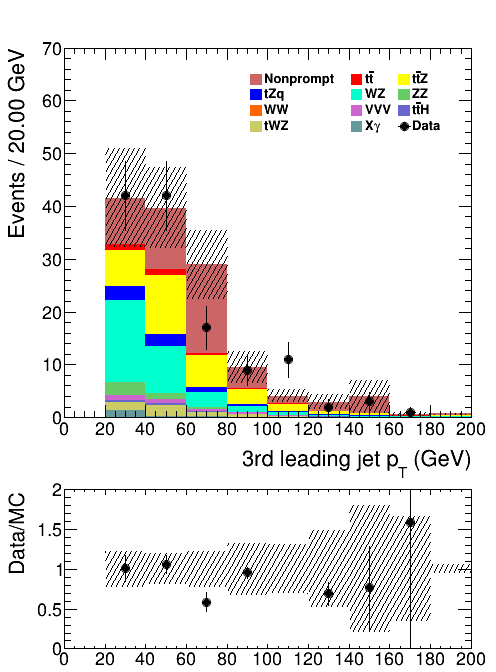 Events / 20.00 GeV
70
60
50
40
30
20
10
0
Nonprompt tt̄ tt̄Z
tZq WZ ZZ
WW VVV tt̄H
tWZ Xγ Data
0 20 40 60 80 100 120 140 160 180 200
3rd leading jet p_T (GeV)
Data/MC
2
1.5
1
0.5
0
0 20 40 60 80 100 120 140 160 180 200